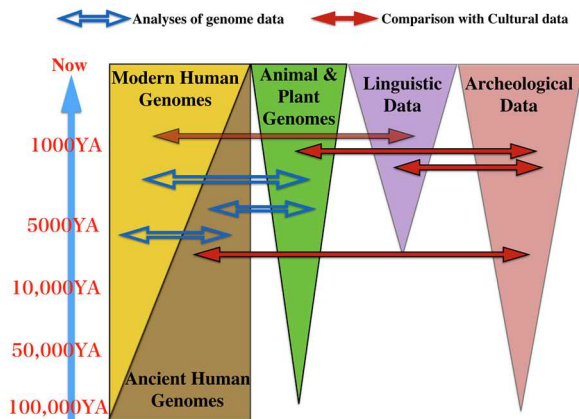 Analyses of genome data
Comparison with Cultural data
Now
Modern Human
Genomes
Animal &
Plant
Genomes
Linguistic
Data
Archeological
Data
1000YA
5000YA
10,000YA
50,000YA
100,000YA
Ancient Human
Genomes